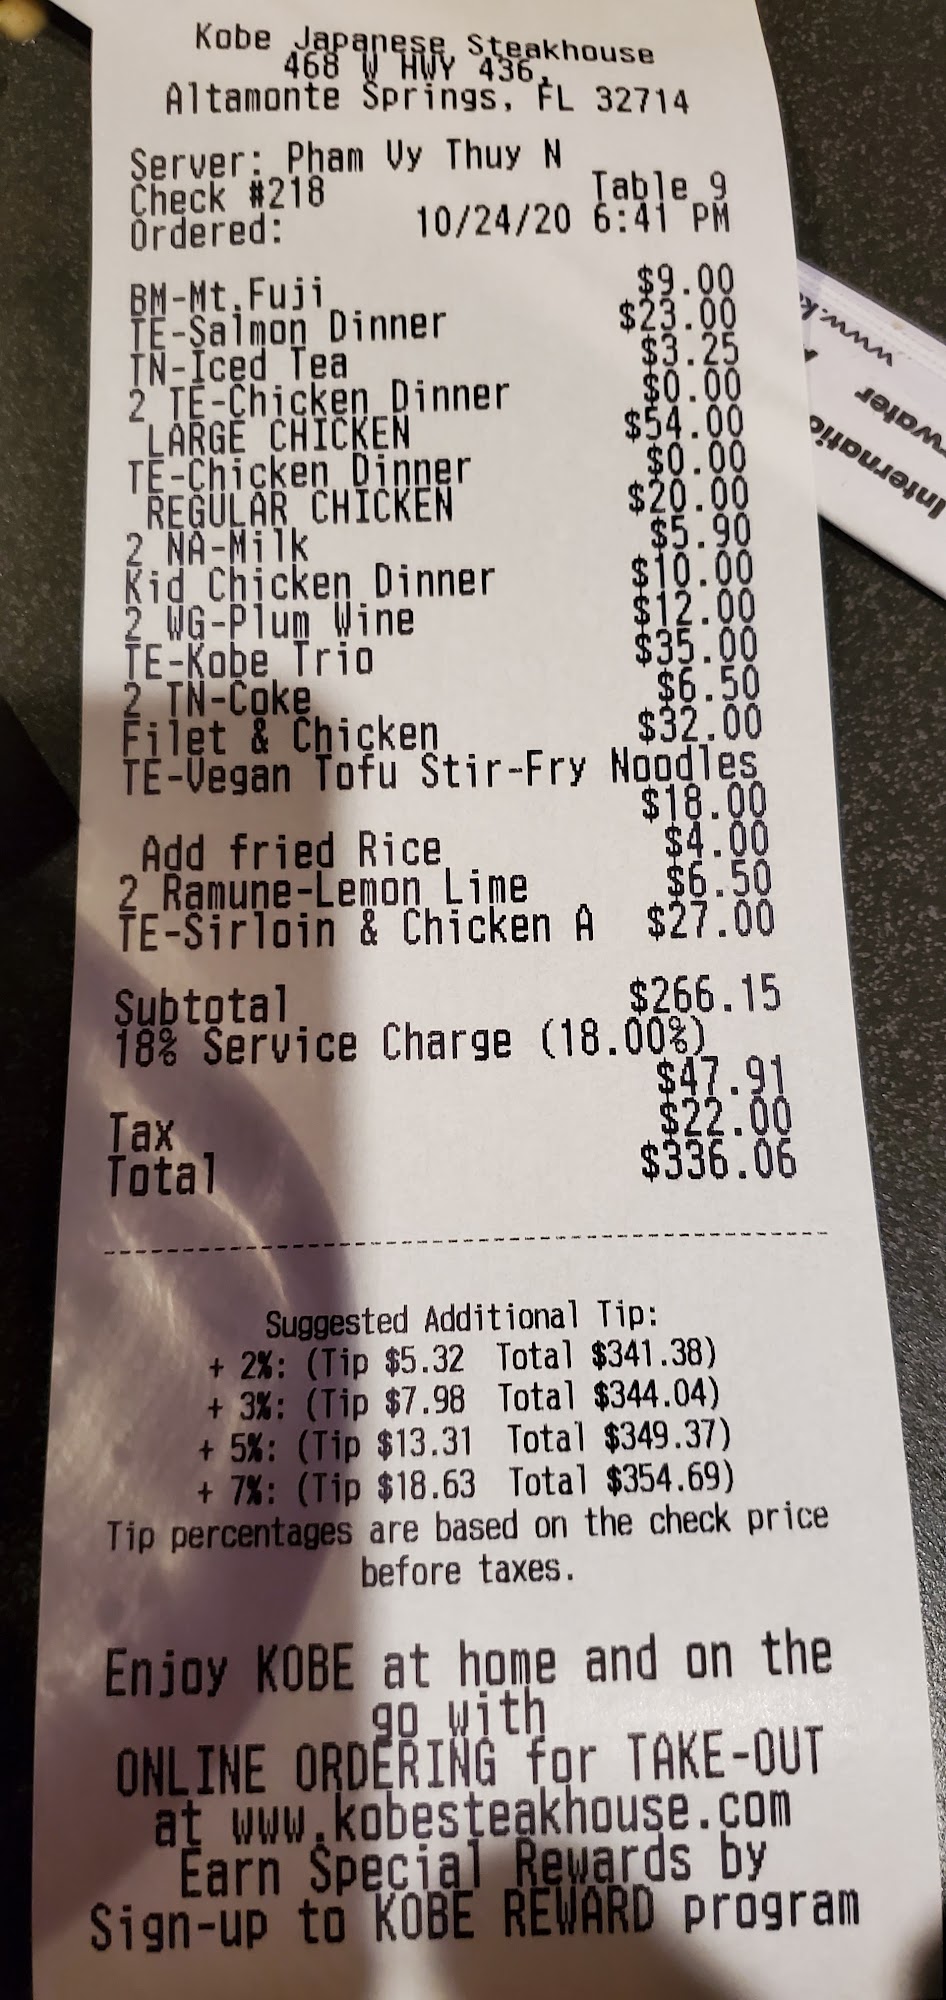 Kobe Japanese Steakhouse
468 W HWY 436,
Altamonte Springs, FL 32714
Server: Pham Vy Thuy N
Check #218 Table 9
Ordered: 10/24/20 6:41 PM
BM-Mt.Fuji $9.00
TE-Salmon Dinner $23.00
TN-Iced Tea $3.25
2 TE-Chicken Dinner $0.00
LARGE CHICKEN $54.00
TE-Chicken Dinner $0.00
REGULAR CHICKEN $20.00
2 NA-Milk $5.90
Kid Chicken Dinner $10.00
2 WG-Plum Wine $12.00
TE-Kobe Trio $35.00
2 TN-Coke $6.50
Filet & Chicken $32.00
TE-Vegan Tofu Stir-Fry Noodles
$18.00
Add fried Rice $4.00
2 Ramune-Lemon Lime $6.50
TE-Sirloin & Chicken A $27.00
Subtotal $266.15
18% Service Charge (18.00%)
$47.91
Tax $22.00
Total $336.06
Suggested Additional Tip:
+ 2%: (Tip $5.32 Total $341.38)
+ 3%: (Tip $7.98 Total $344.04)
+ 5%: (Tip $13.31 Total $349.37)
+ 7%: (Tip $18.63 Total $354.69)
Tip percentages are based on the check price
before taxes.
Enjoy KOBE at home and on the
go with
ONLINE ORDERING for TAKE-OUT
at www.kobesteakhouse.com
Earn Special Rewards by
Sign-up to KOBE REWARD program